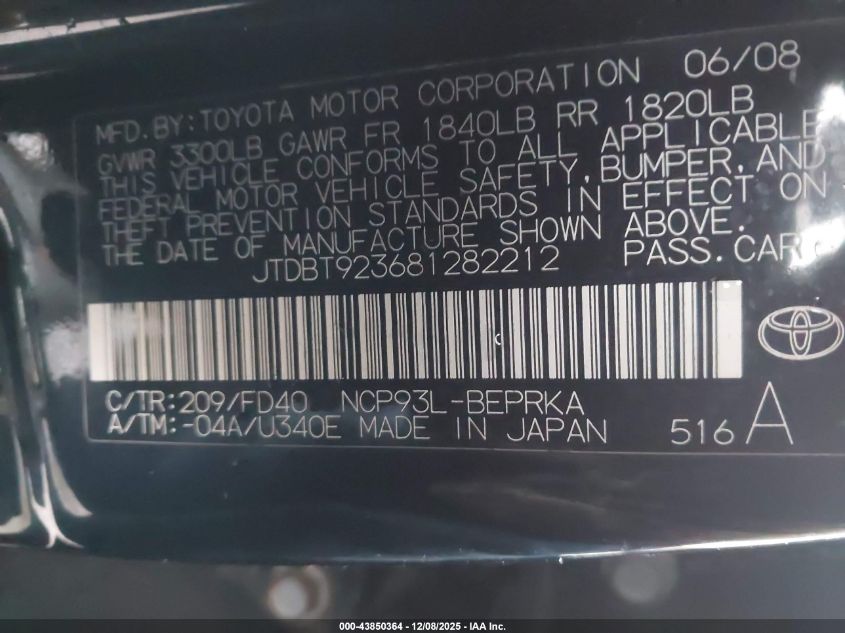 MFD.BY:TOYOTA MOTOR CORPORATION 06/08
GVWR 3300LB GAWR FR 1840LB RR 1820LB
THIS VEHICLE CONFORMS TO ALL APPLICABLE
FEDERAL MOTOR VEHICLE SAFETY,BUMPER,AND
THEFT PREVENTION STANDARDS IN EFFECT ON
THE DATE OF MANUFACTURE SHOWN ABOVE.
JTDBT923681282212 PASS.CAR
C/TR:209/FD40 NCP93L-BEPRKA
A/TM:-04A/U340E MADE IN JAPAN 516 A
000-43850364 - 12/08/2025 - IAA Inc.